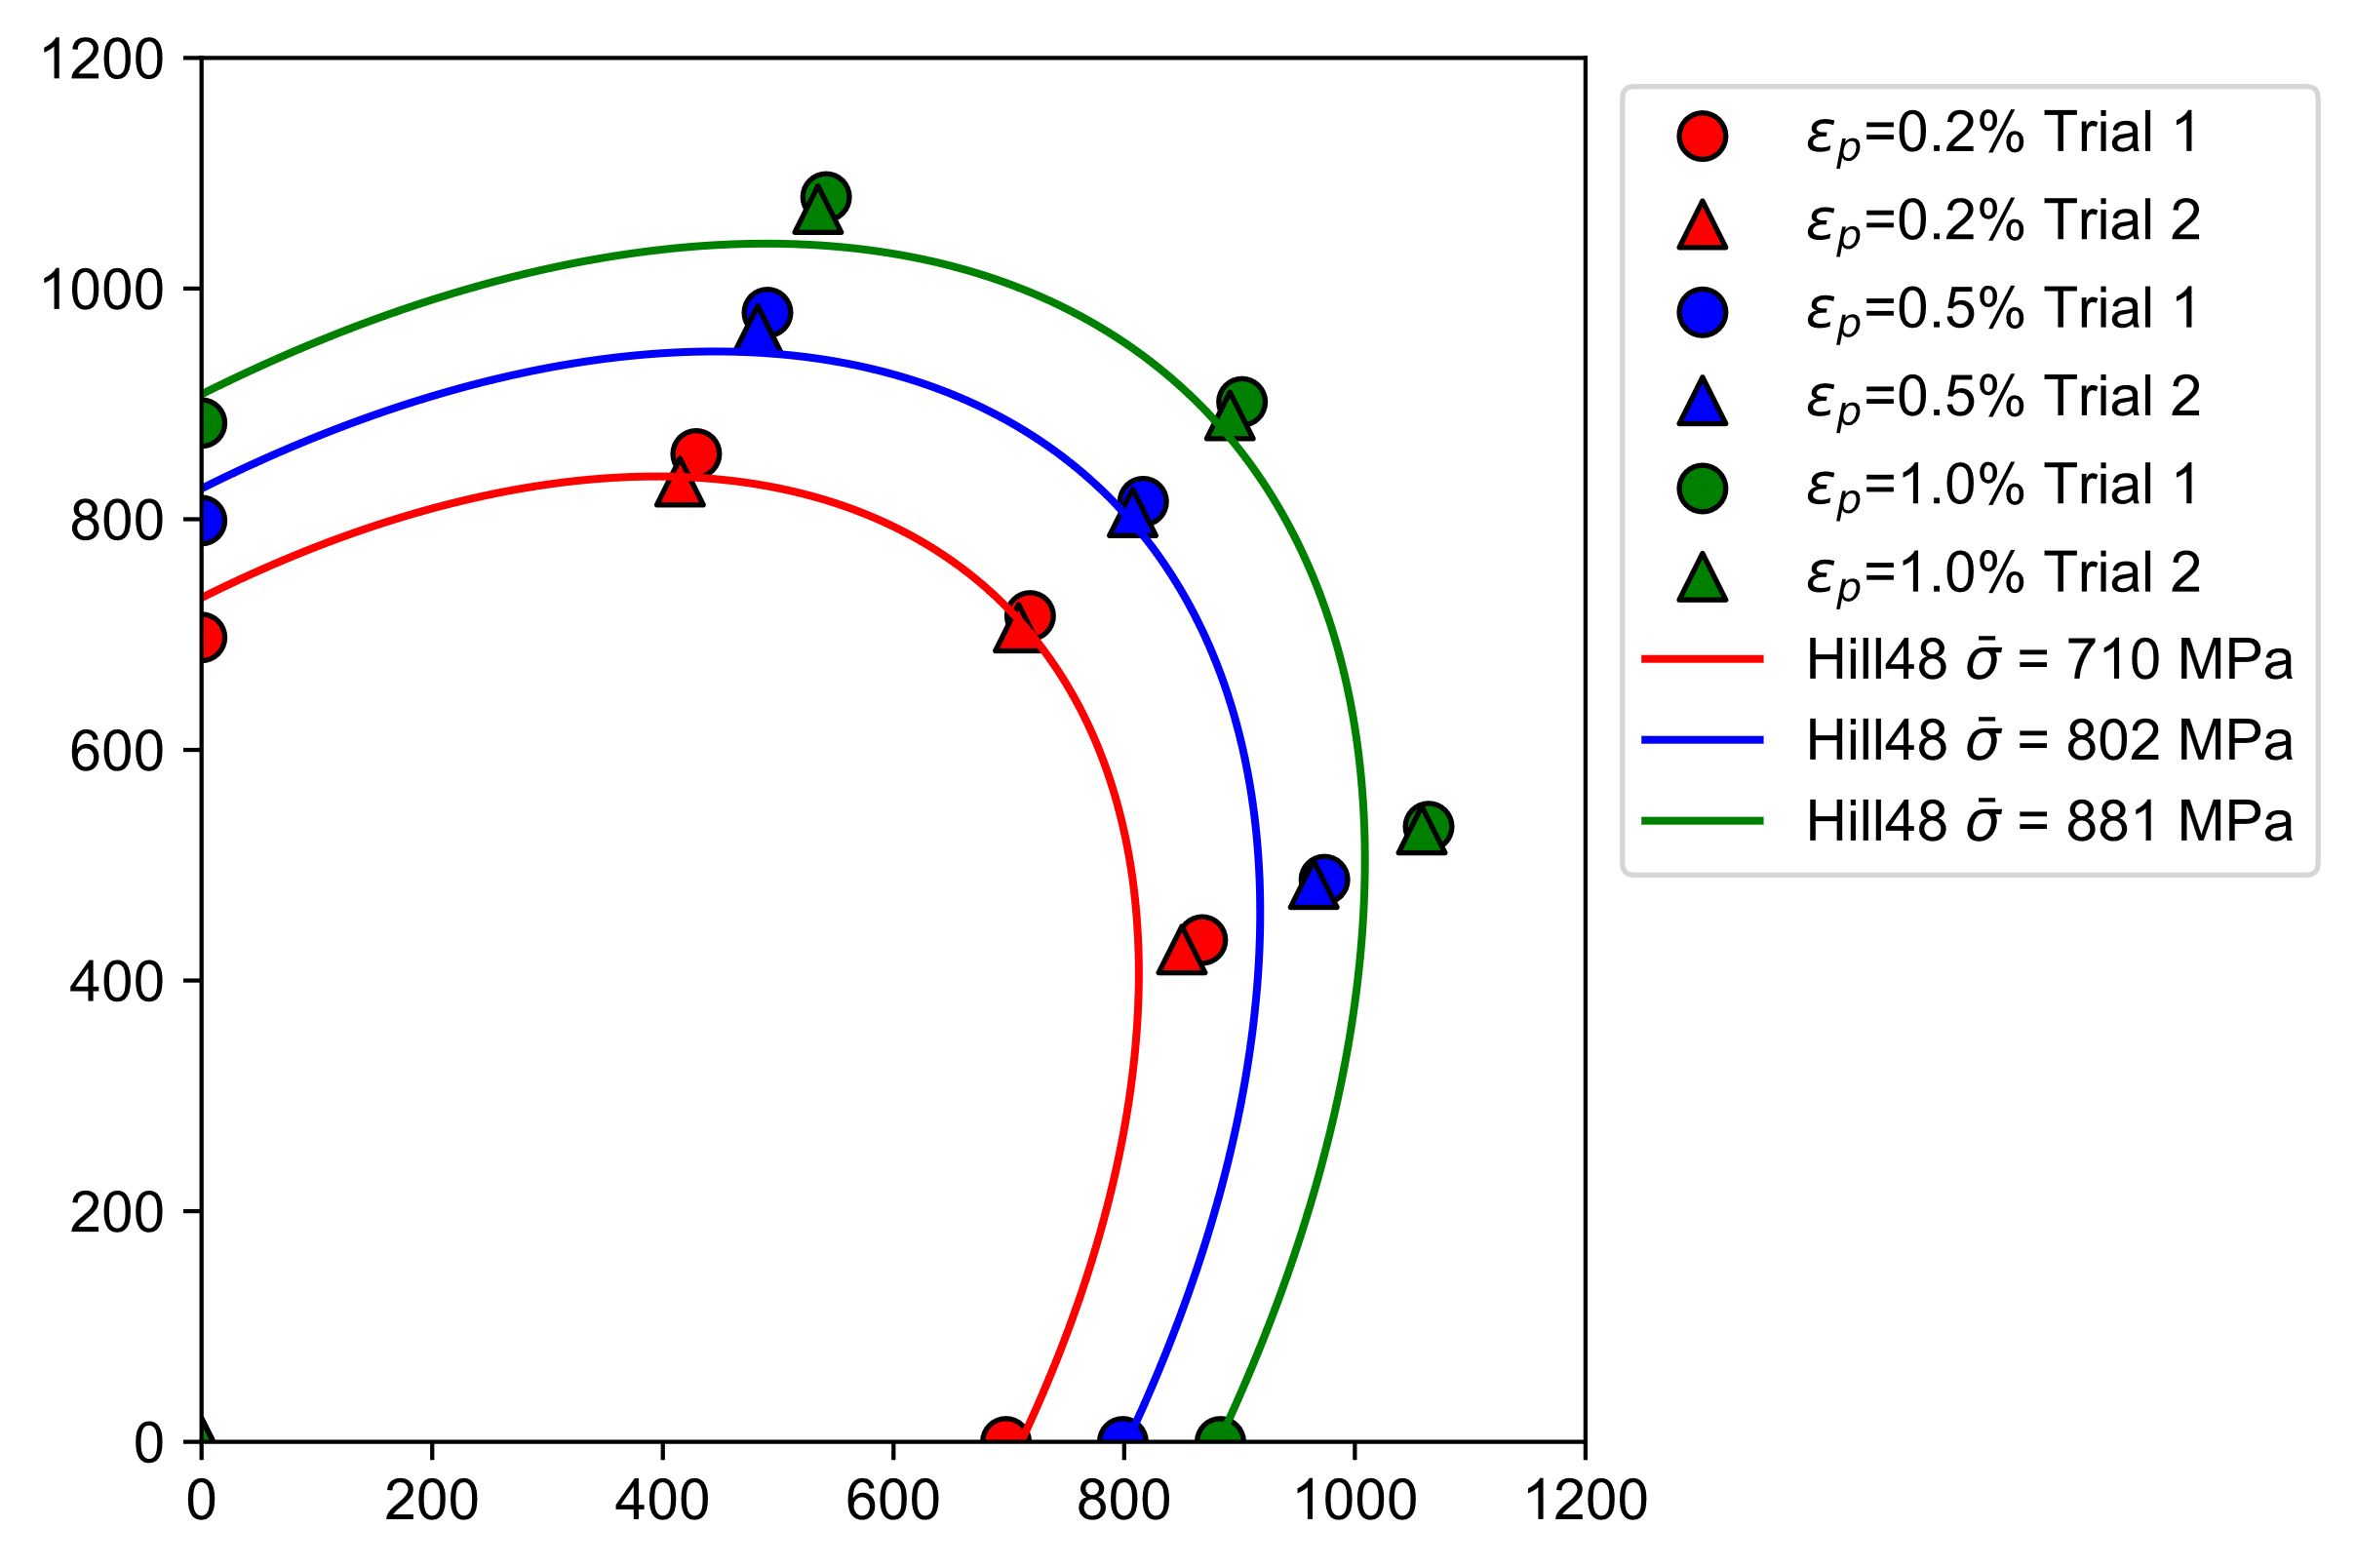 1200
1000
800
600
400
200
0
0 200 400 600 800 1000 1200
εp=0.2% Trial 1
εp=0.2% Trial 2
εp=0.5% Trial 1
εp=0.5% Trial 2
εp=1.0% Trial 1
εp=1.0% Trial 2
Hill48 σ̄ = 710 MPa
Hill48 σ̄ = 802 MPa
Hill48 σ̄ = 881 MPa